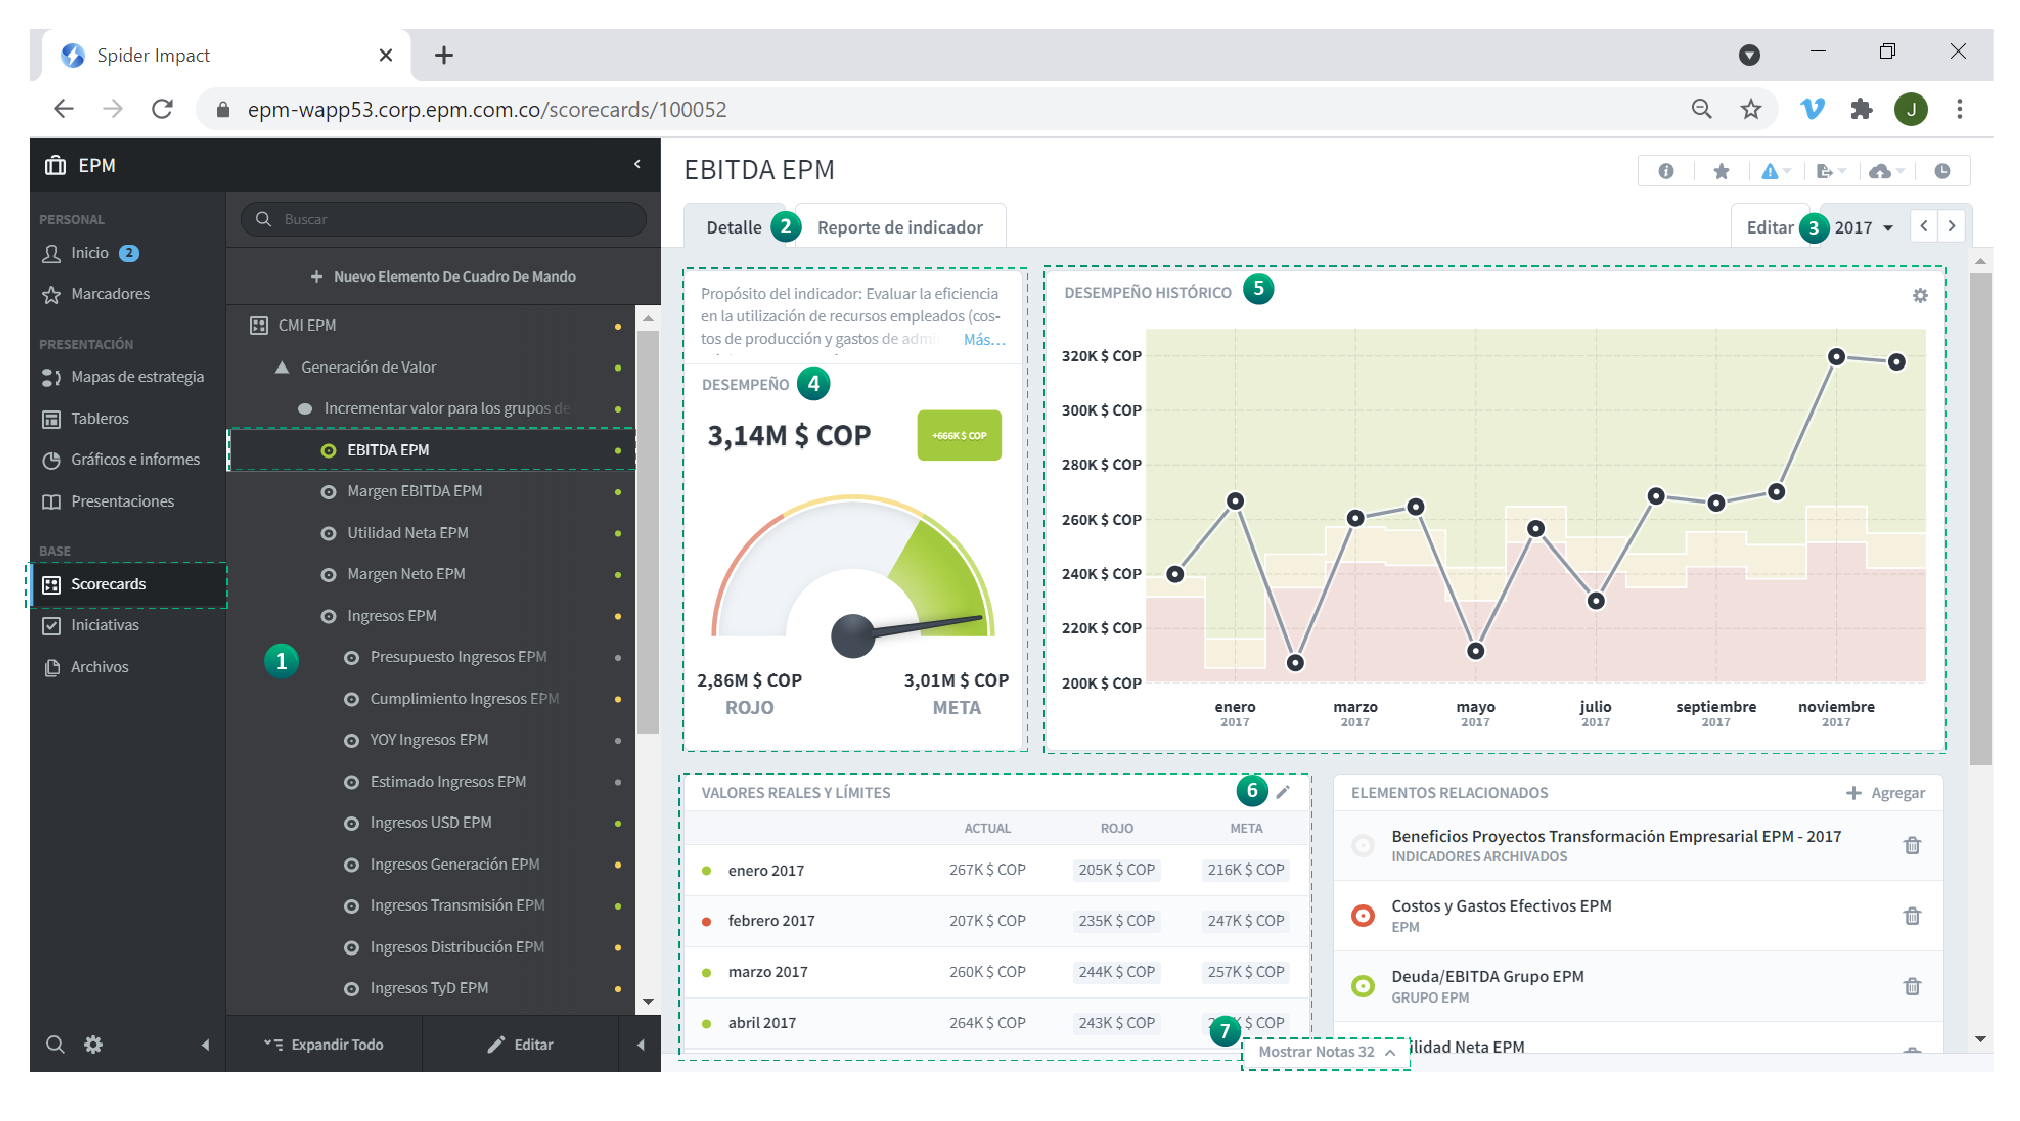 Spider Impact
epm-wapp53.corp.epm.com.co/scorecards/100052
J
EPM
PERSONAL
Inicio 2
Marcadores
PRESENTACIÓN
Mapas de estrategia
Tableros
Gráficos e informes
Presentaciones
BASE
Scorecards
Iniciativas
Archivos
Buscar
Nuevo Elemento De Cuadro De Mando
CMI EPM
Generación de Valor
Incrementar valor para los grupos de
EBITDA EPM
Margen EBITDA EPM
Utilidad Neta EPM
Margen Neto EPM
Ingresos EPM
1
Presupuesto Ingresos EPM
Cumplimiento Ingresos EPM
YOY Ingresos EPM
Estimado Ingresos EPM
Ingresos USD EPM
Ingresos Generación EPM
Ingresos Transmisión EPM
Ingresos Distribución EPM
Ingresos TyD EPM
Expandir Todo
Editar
EBITDA EPM
Detalle 2 Reporte de indicador
Editar 3 2017
Propósito del indicador: Evaluar la eficiencia
en la utilización de recursos empleados (cos-
tos de producción y gastos de admi Más...
DESEMPEÑO 4
3,14M $ COP
+666K $ COP
2,86M $ COP
ROJO
3,01M $ COP
META
DESEMPEÑO HISTÓRICO 5
320K $ COP
300K $ COP
280K $ COP
260K $ COP
240K $ COP
220K $ COP
200K $ COP
enero marzo mayo julio septiembre noviembre
2017 2017 2017 2017 2017 2017
VALORES REALES Y LÍMITES 6
ACTUAL ROJO META
enero 2017 267K $ COP 205K $ COP 216K $ COP
febrero 2017 207K $ COP 235K $ COP 247K $ COP
marzo 2017 260K $ COP 244K $ COP 257K $ COP
abril 2017 264K $ COP 243K $ COP $ COP
7
Mostrar Notas 32
ELEMENTOS RELACIONADOS
Agregar
Beneficios Proyectos Transformación Empresarial EPM - 2017
INDICADORES ARCHIVADOS
Costos y Gastos Efectivos EPM
EPM
Deuda/EBITDA Grupo EPM
GRUPO EPM
ilidad Neta EPM